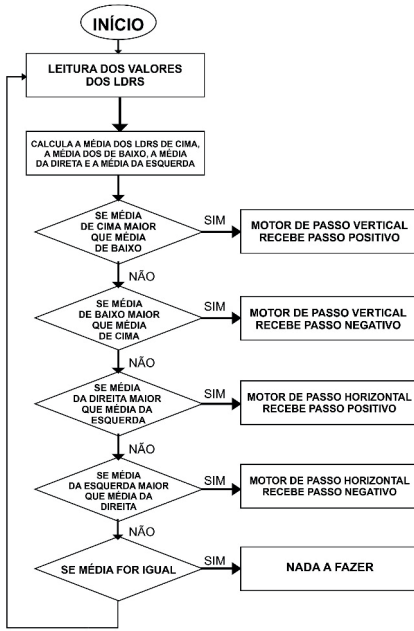 INÍCIO
LEITURA DOS VALORES
DOS LDRS
CALCULA A MÉDIA DOS LDRS DE CIMA,
A MÉDIA DOS DE BAIXO, A MÉDIA
DA DIRETA E A MÉDIA DA ESQUERDA
SE MÉDIA
DE CIMA MAIOR
QUE MÉDIA
DE BAIXO
SIM
MOTOR DE PASSO VERTICAL
RECEBE PASSO POSITIVO
NÃO
SE MÉDIA
DE BAIXO MAIOR
QUE MÉDIA
DE CIMA
SIM
MOTOR DE PASSO VERTICAL
RECEBE PASSO NEGATIVO
NÃO
SE MÉDIA
DA DIREITA MAIOR
QUE MÉDIA DA
ESQUERDA
SIM
MOTOR DE PASSO HORIZONTAL
RECEBE PASSO POSITIVO
NÃO
SE MÉDIA
DA ESQUERDA MAIOR
QUE MÉDIA DA
DIREITA
SIM
MOTOR DE PASSO HORIZONTAL
RECEBE PASSO NEGATIVO
NÃO
SE MÉDIA FOR IGUAL
SIM
NADA A FAZER